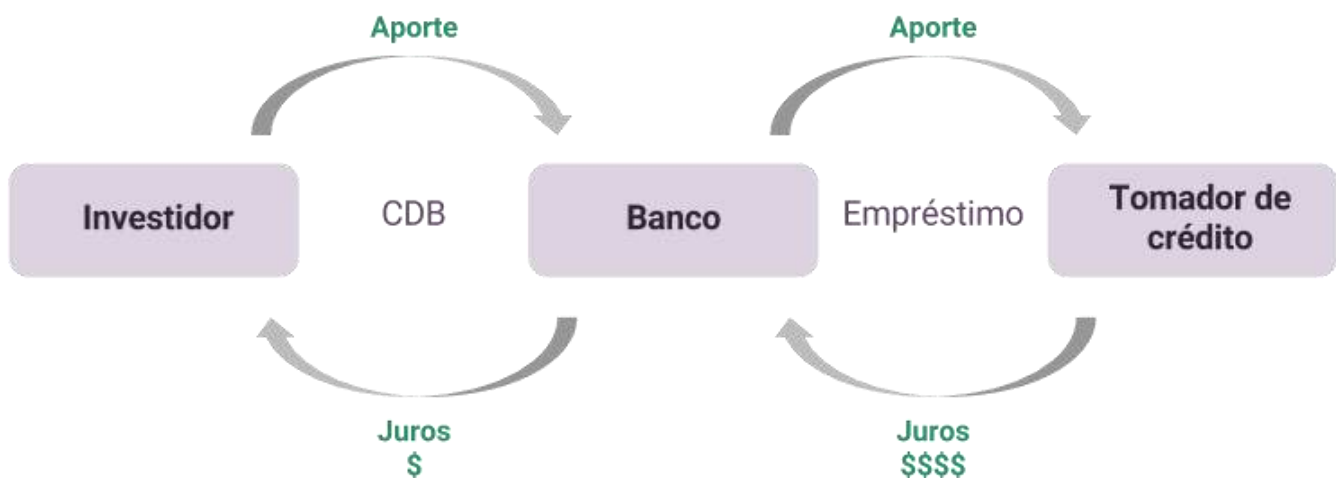 Aporte
Aporte
Investidor
CDB
Banco
Empréstimo
Tomador de
crédito
Juros
$
Juros
$$$$